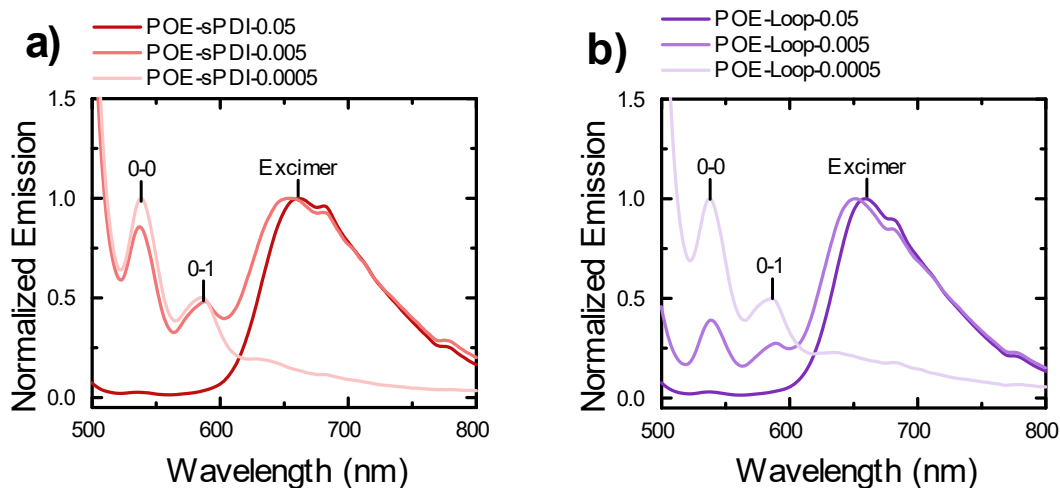 a)
POE-sPDI-0.05
POE-sPDI-0.005
POE-sPDI-0.0005
1.5
1.0
0.5
0.0
Normalized Emission
0-0
0-1
Excimer
500 600 700 800
Wavelength (nm)
b)
POE-Loop-0.05
POE-Loop-0.005
POE-Loop-0.0005
1.5
1.0
0.5
0.0
Normalized Emission
0-0
0-1
Excimer
500 600 700 800
Wavelength (nm)